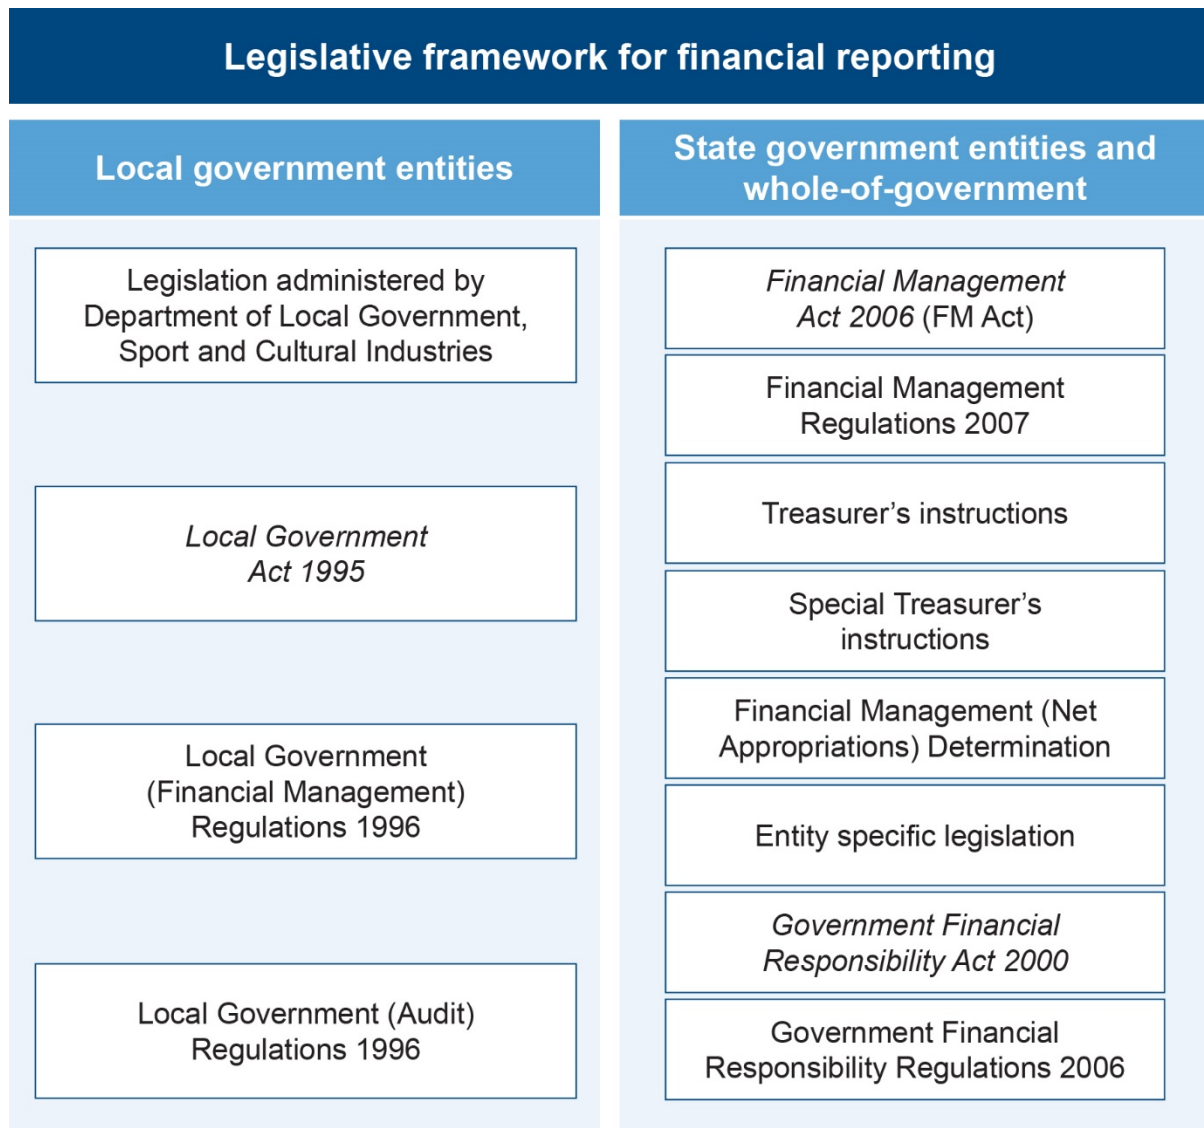 Legislative framework for financial reporting
Local government entities
Legislation administered by
Department of Local Government,
Sport and Cultural Industries
Local Government
Act 1995
Local Government
(Financial Management)
Regulations 1996
Local Government (Audit)
Regulations 1996
State government entities and
whole-of-government
Financial Management
Act 2006 (FM Act)
Financial Management
Regulations 2007
Treasurer’s instructions
Special Treasurer’s
instructions
Financial Management (Net
Appropriations) Determination
Entity specific legislation
Government Financial
Responsibility Act 2000
Government Financial
Responsibility Regulations 2006